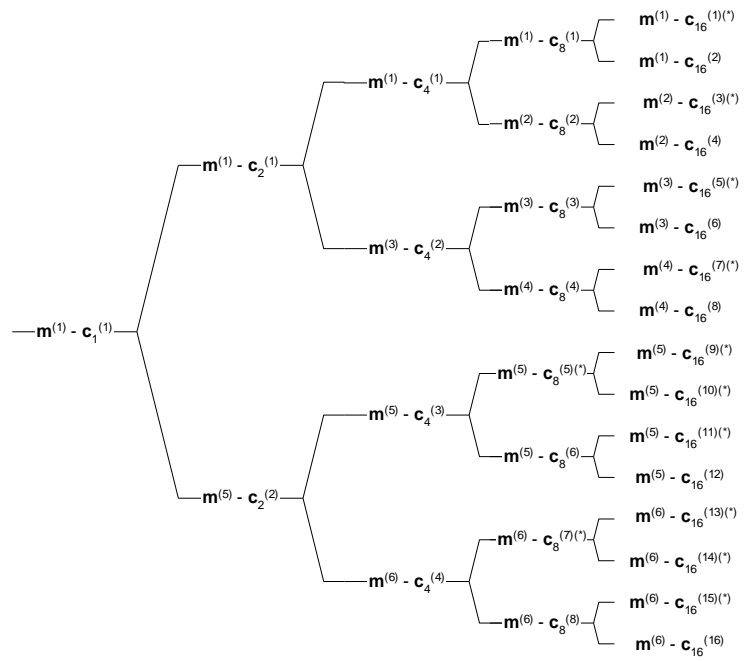 m(1) - c16(1)(*)
m(1) - c8(1)
m(1) - c16(2)
m(1) - c4(1)
m(2) - c16(3)(*)
m(2) - c8(2)
m(2) - c16(4)
m(1) - c2(1)
m(3) - c16(5)(*)
m(3) - c8(3)
m(3) - c16(6)
m(3) - c4(2)
m(4) - c16(7)(*)
m(4) - c8(4)
m(4) - c16(8)
m(1) - c1(1)
m(5) - c16(9)(*)
m(5) - c8(5)(*)
m(5) - c16(10)(*)
m(5) - c4(3)
m(5) - c16(11)(*)
m(5) - c8(6)
m(5) - c16(12)
m(5) - c2(2)
m(6) - c16(13)(*)
m(6) - c8(7)(*)
m(6) - c16(14)(*)
m(6) - c4(4)
m(6) - c16(15)(*)
m(6) - c8(8)
m(6) - c16(16)